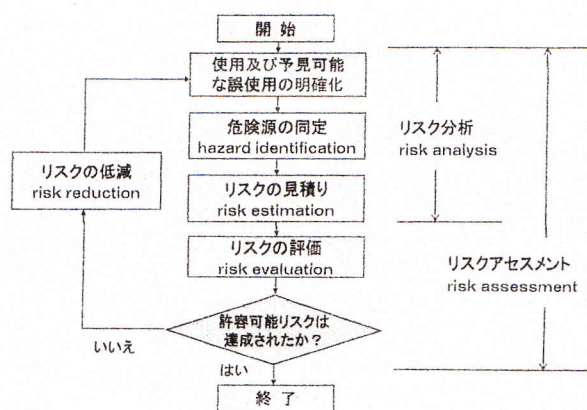 開 始
使用及び予見可能
な誤使用の明確化
危険源の同定
hazard identification
リスク分析
risk analysis
リスクの低減
risk reduction
リスクの見積り
risk estimation
リスクの評価
risk evaluation
リスクアセスメント
risk assessment
許容可能リスクは
達成されたか?
いいえ
はい
終 了